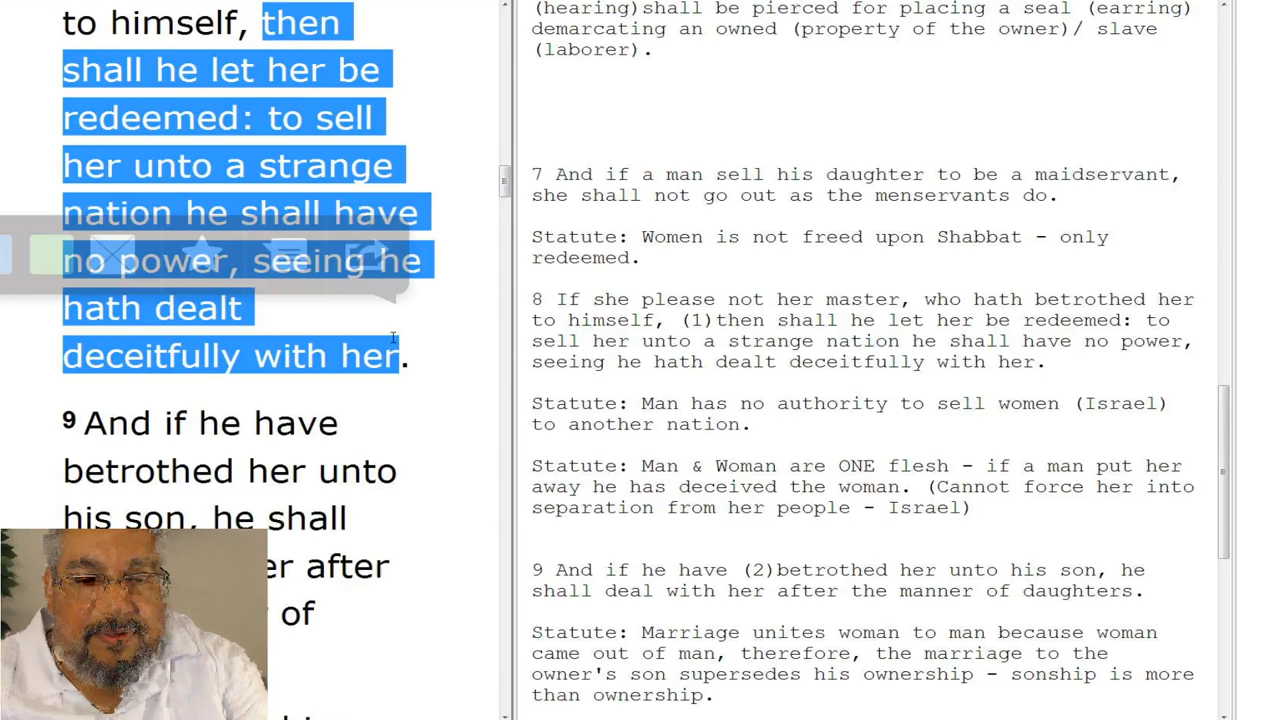 to himself, then
shall he let her be
redeemed: to sell
her unto a strange
nation he shall have
no power, seeing he
hath dealt
deceitfully with her.
9 And if he have
betrothed her unto
his son, he shall
er after
of
(hearing)shall be pierced for placing a seal (earring)
demarcating an owned (property of the owner)/ slave
(laborer).
7 And if a man sell his daughter to be a maidservant,
she shall not go out as the menservants do.
Statute: Women is not freed upon Shabbat - only
redeemed.
8 If she please not her master, who hath betrothed her
to himself, (1)then shall he let her be redeemed: to
sell her unto a strange nation he shall have no power,
seeing he hath dealt deceitfully with her.
Statute: Man has no authority to sell women (Israel)
to another nation.
Statute: Man & Woman are ONE flesh - if a man put her
away he has deceived the woman. (Cannot force her into
separation from her people - Israel)
9 And if he have (2)betrothed her unto his son, he
shall deal with her after the manner of daughters.
Statute: Marriage unites woman to man because woman
came out of man, therefore, the marriage to the
owner's son supersedes his ownership - sonship is more
than ownership.